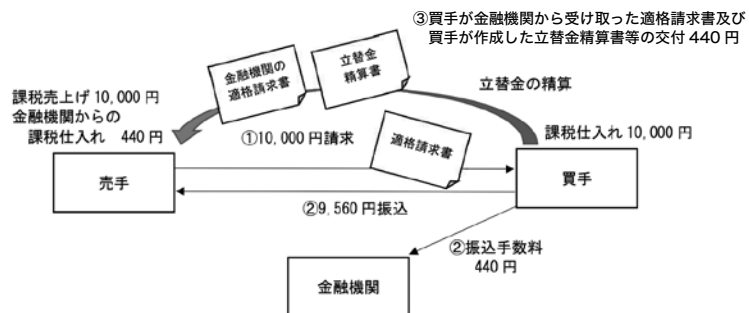 ③買手が金融機関から受け取った適格請求書及び
買手が作成した立替金精算書等の交付 440 円
金融機関の
適格請求書
立替金
精算書
立替金の精算
課税売上げ 10,000 円
金融機関からの
課税仕入れ 440 円
①10,000 円請求
適格請求書
課税仕入れ 10,000 円
売手
買手
②9,560 円振込
②振込手数料
440 円
金融機関